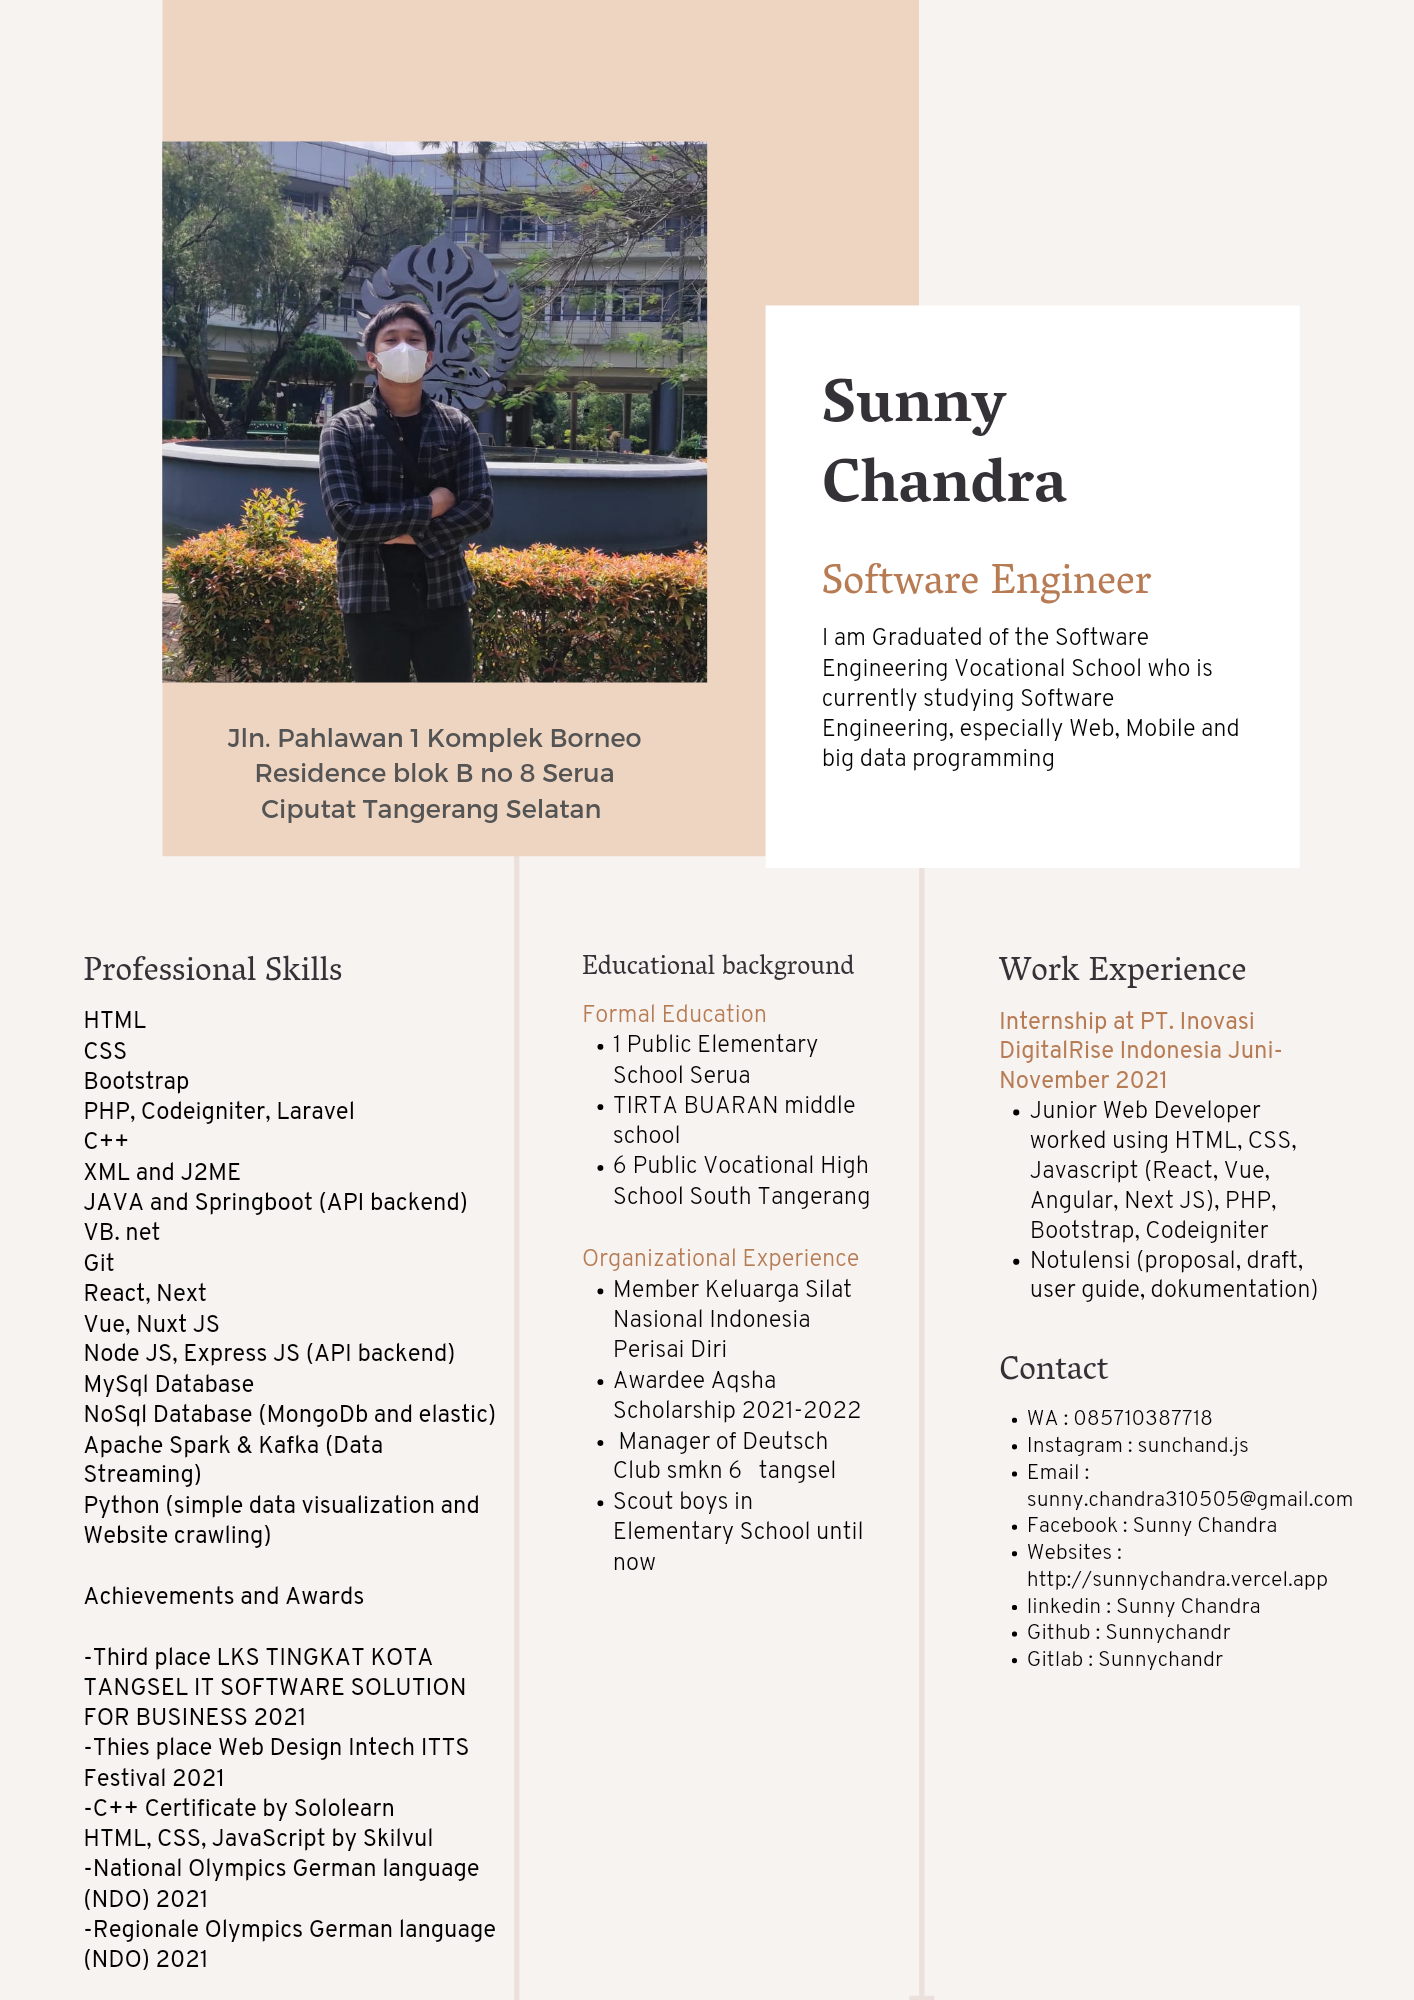 Sunny
Chandra
Software Engineer
I am Graduated of the Software
Engineering Vocational School who is
currently studying Software
Engineering, especially Web, Mobile and
big data programming
Jln. Pahlawan 1 Komplek Borneo
Residence blok B no 8 Serua
Ciputat Tangerang Selatan
Professional Skills
HTML
CSS
Bootstrap
PHP, Codeigniter, Laravel
C++
XML and J2ME
JAVA and Springboot (API backend)
VB. net
Git
React, Next
Vue, Nuxt JS
Node JS, Express JS (API backend)
MySql Database
NoSql Database (MongoDb and elastic)
Apache Spark & Kafka (Data
Streaming)
Python (simple data visualization and
Website crawling)
Achievements and Awards
-Third place LKS TINGKAT KOTA
TANGSEL IT SOFTWARE SOLUTION
FOR BUSINESS 2021
-Thies place Web Design Intech ITTS
Festival 2021
-C++ Certificate by Sololearn
HTML, CSS, JavaScript by Skilvul
-National Olympics German language
(NDO) 2021
-Regionale Olympics German language
(NDO) 2021
Educational background
Formal Education
• 1 Public Elementary
School Serua
• TIRTA BUARAN middle
school
• 6 Public Vocational High
School South Tangerang
Organizational Experience
• Member Keluarga Silat
Nasional Indonesia
Perisai Diri
• Awardee Aqsha
Scholarship 2021-2022
• Manager of Deutsch
Club smkn 6 tangsel
• Scout boys in
Elementary School until
now
Work Experience
Internship at PT. Inovasi
DigitalRise Indonesia Juni-
November 2021
• Junior Web Developer
worked using HTML, CSS,
Javascript (React, Vue,
Angular, Next JS), PHP,
Bootstrap, Codeigniter
• Notulensi (proposal, draft,
user guide, dokumentation)
Contact
• WA : 085710387718
• Instagram : sunchand.js
• Email :
sunny.chandra310505@gmail.com
• Facebook : Sunny Chandra
• Websites :
http://sunnychandra.vercel.app
• linkedin : Sunny Chandra
• Github : Sunnychandr
• Gitlab : Sunnychandr